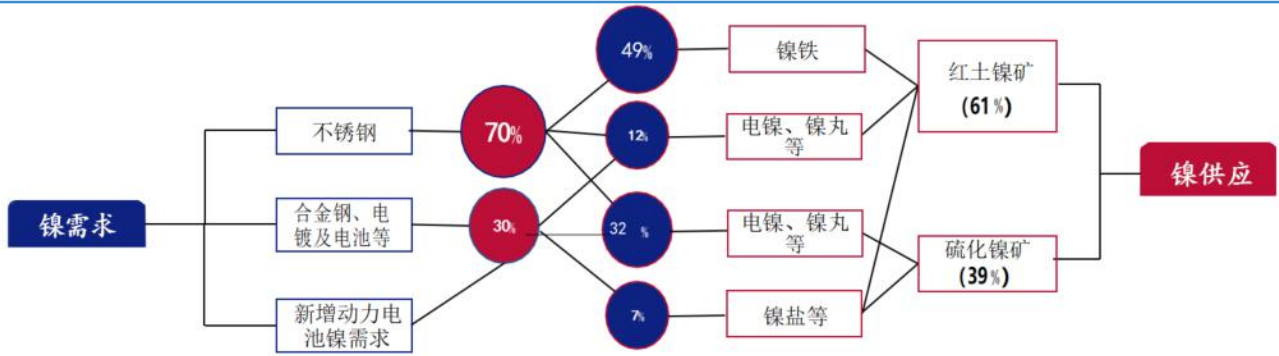 镍需求
不锈钢
合金钢、电
镀及电池等
新增动力电
池镍需求
70%
30%
49%
12%
32 %
7%
镍铁
电镍、镍丸
等
电镍、镍丸
等
镍盐等
红土镍矿
(61%)
硫化镍矿
(39%)
镍供应